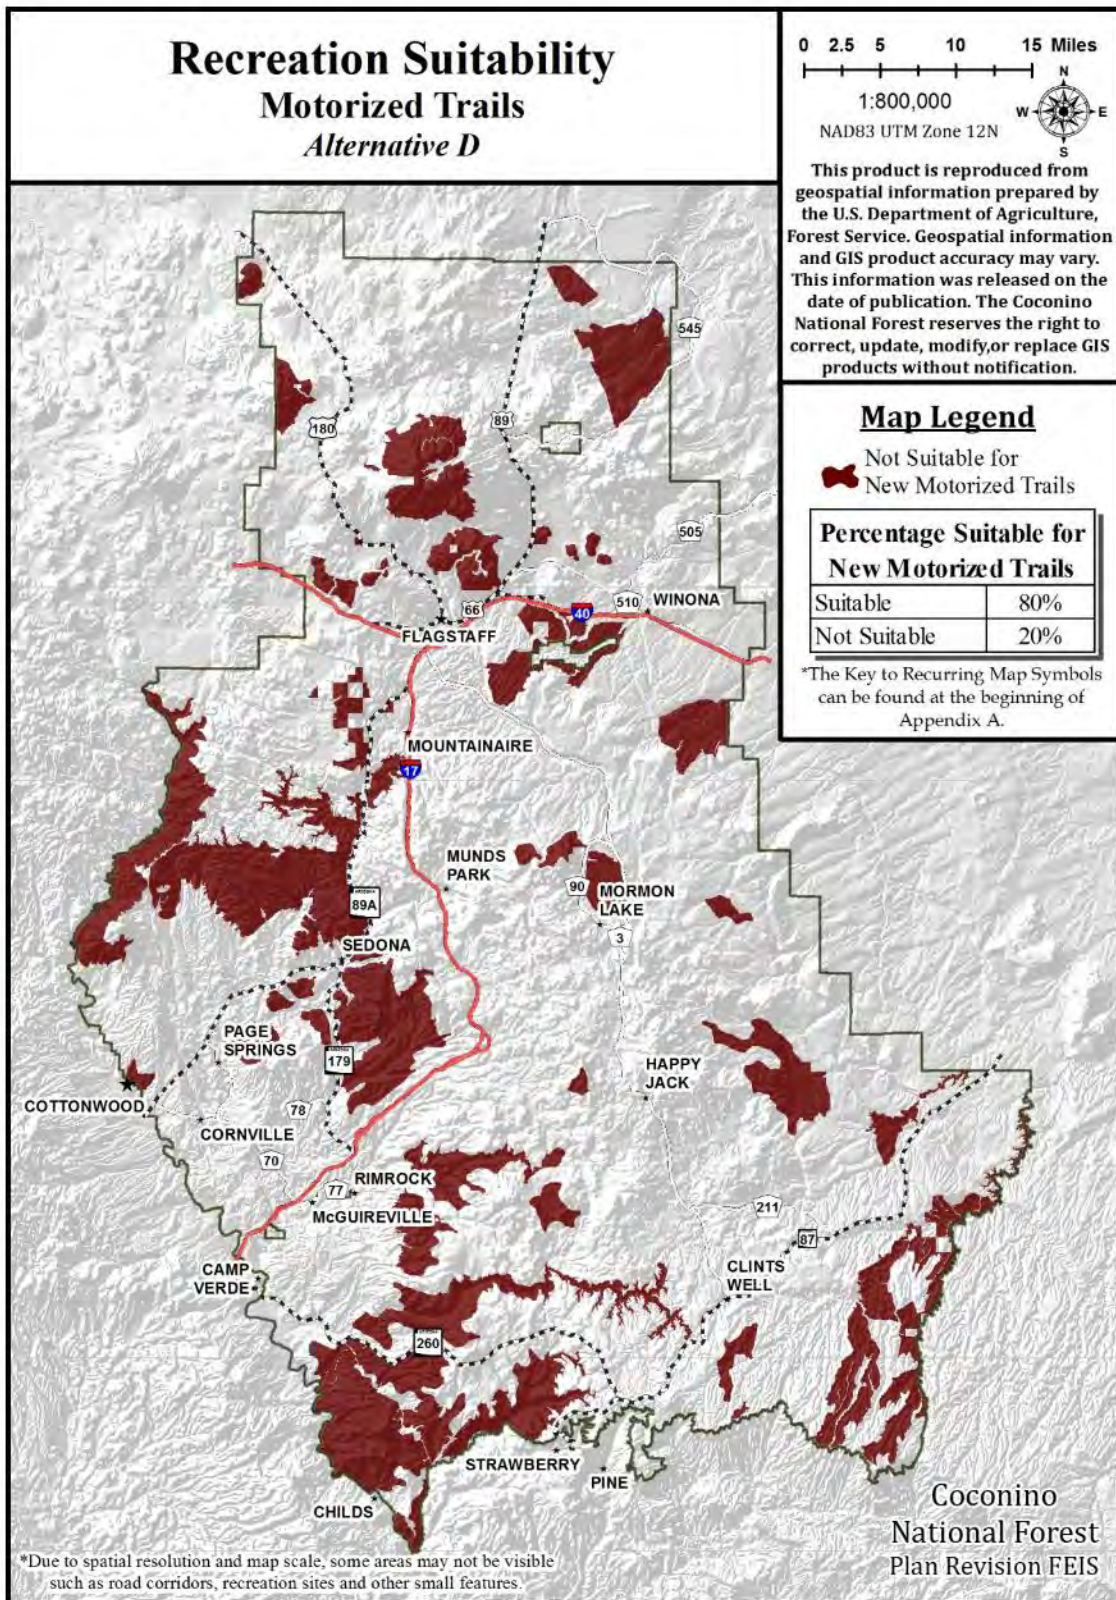 Recreation Suitability
Motorized Trails
Alternative D
0 2.5 5 10 15 Miles
1:800,000
NAD83 UTM Zone 12N
N
W E
S
This product is reproduced from
geospatial information prepared by
the U.S. Department of Agriculture,
Forest Service. Geospatial information
and GIS product accuracy may vary.
This information was released on the
date of publication. The Coconino
National Forest reserves the right to
correct, update, modify,or replace GIS
products without notification.
Map Legend
Not Suitable for
New Motorized Trails
Percentage Suitable for
New Motorized Trails
Suitable 80%
Not Suitable 20%
*The Key to Recurring Map Symbols
can be found at the beginning of
Appendix A.
545
180
89
505
66
40
510
WINONA
FLAGSTAFF
MOUNTAINAIRE
17
MUNDS
PARK
90
MORMON
LAKE
89A
3
SEDONA
PAGE
SPRINGS
179
HAPPY
JACK
COTTONWOOD
78
CORNVILLE
70
RIMROCK
77
McGUIREVILLE
211
87
CAMP
VERDE
CLINTS
WELL
260
STRAWBERRY
PINE
CHILDS
Coconino
National Forest
Plan Revision FEIS
*Due to spatial resolution and map scale, some areas may not be visible
such as road corridors, recreation sites and other small features.